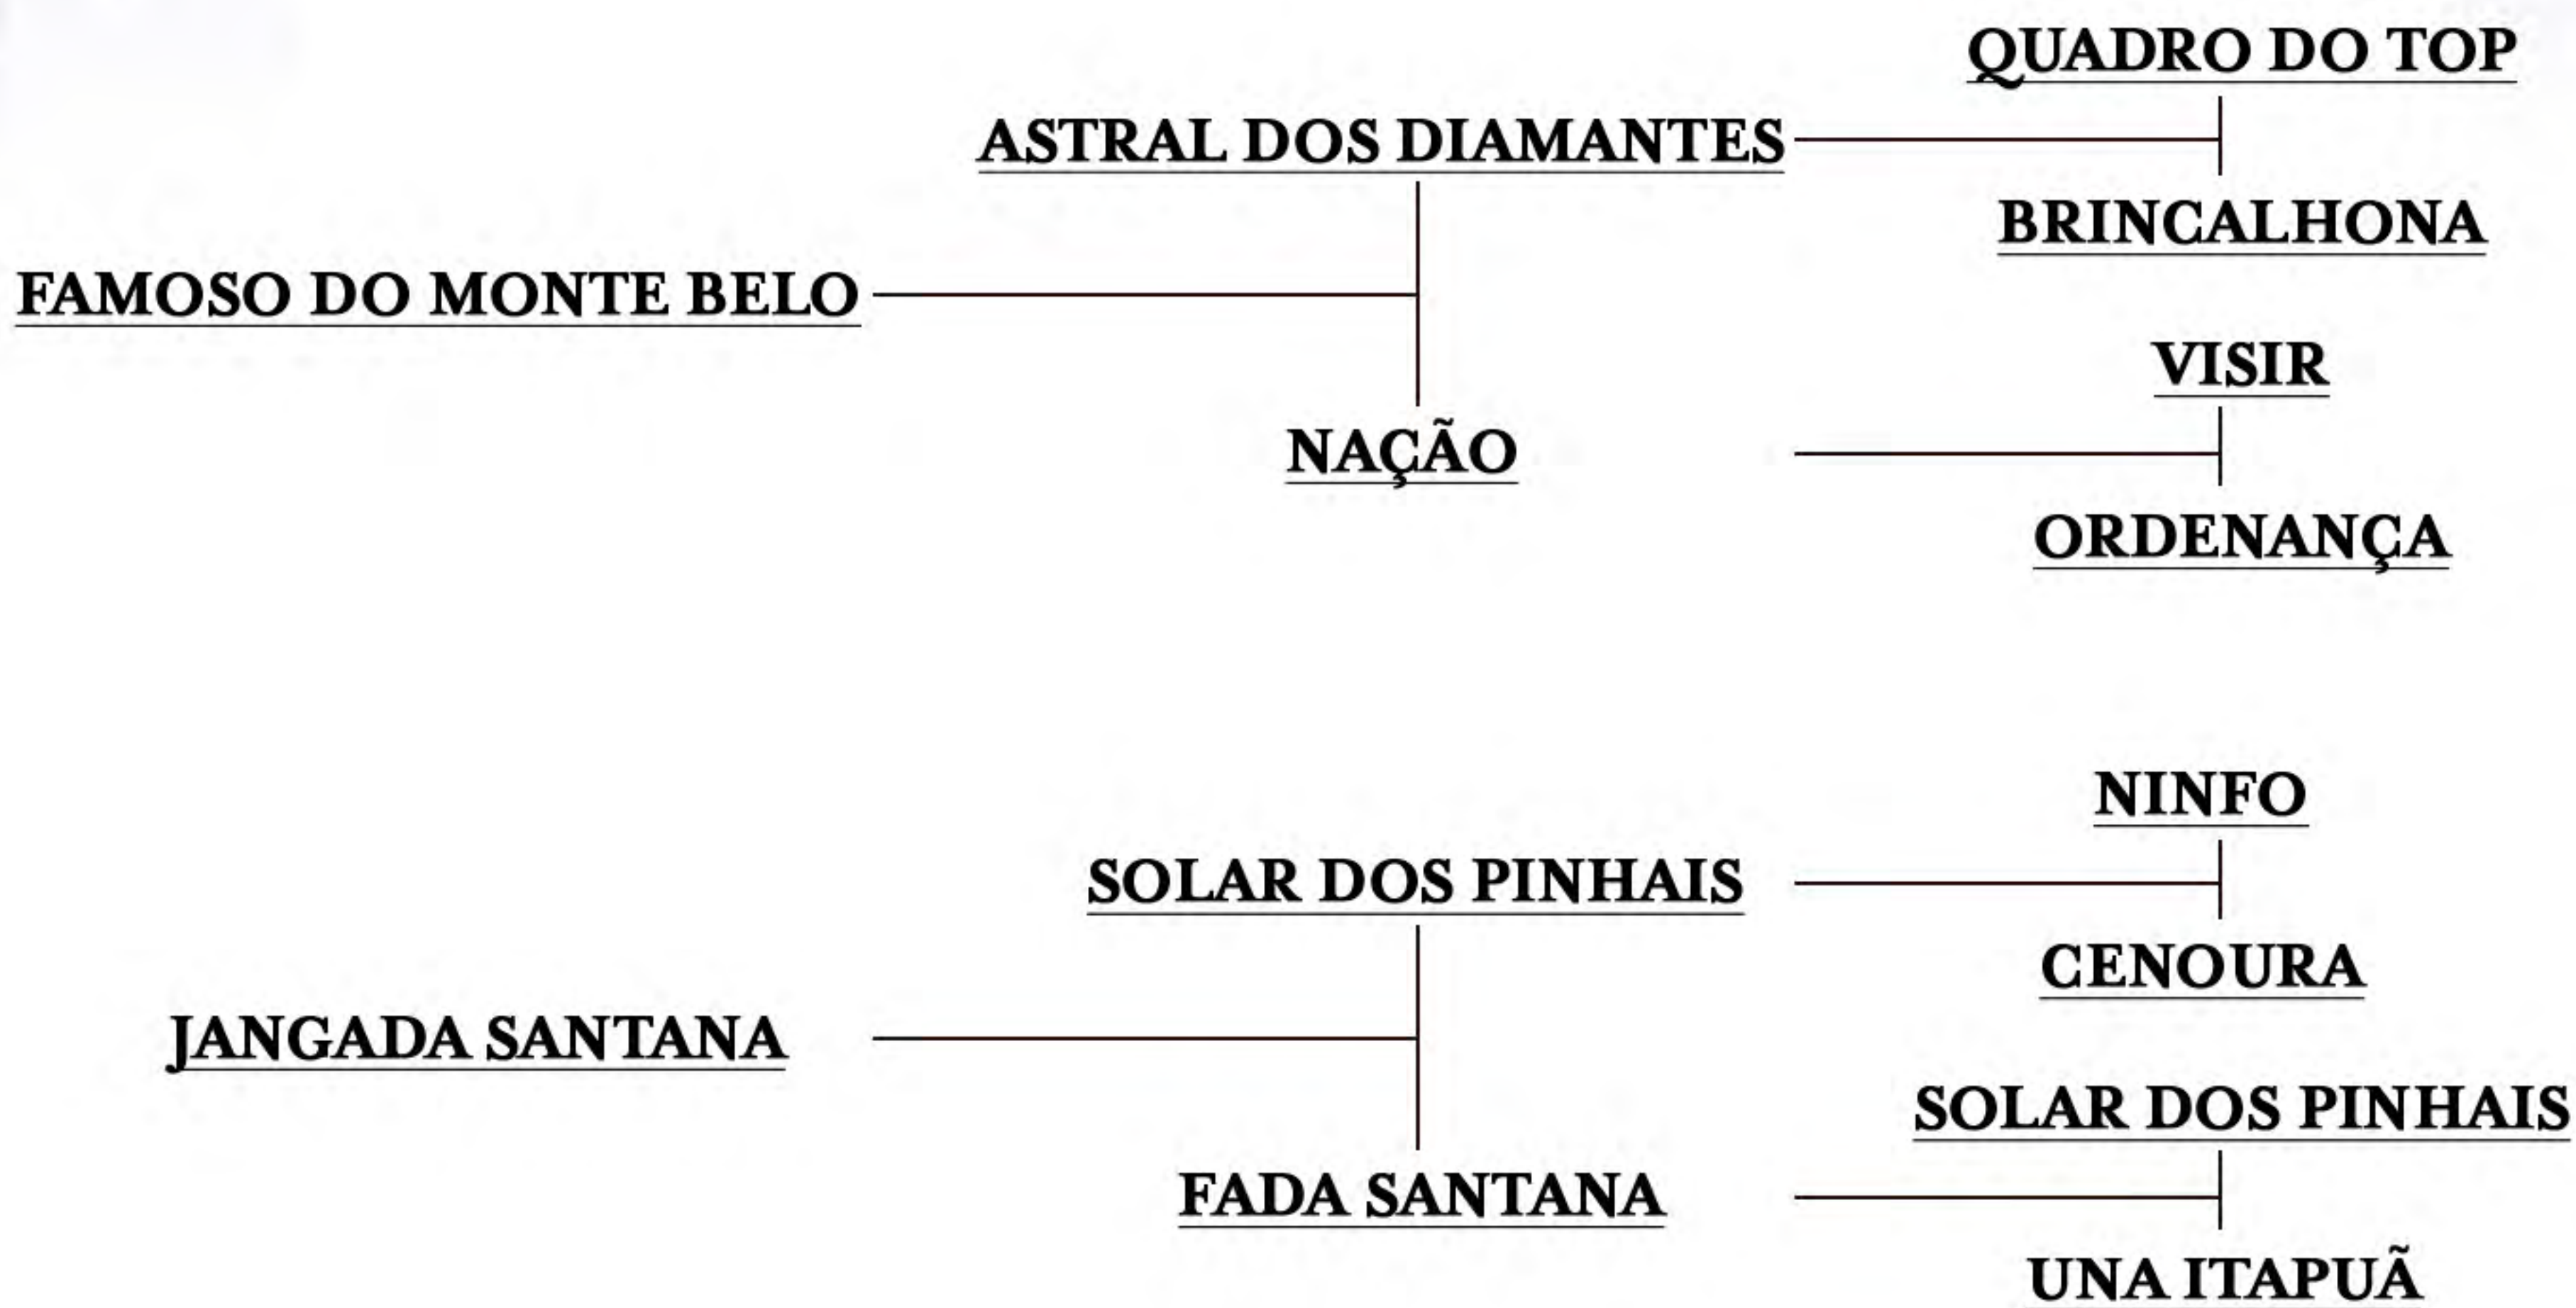 QUADRO DO TOP
ASTRAL DOS DIAMANTES
BRINCALHONA
FAMOSO DO MONTE BELO
VISIR
NAÇÃO
ORDENANÇA
NINFO
SOLAR DOS PINHAIS
CENOURA
JANGADA SANTANA
SOLAR DOS PINHAIS
FADA SANTANA
UNA ITAPUÃ